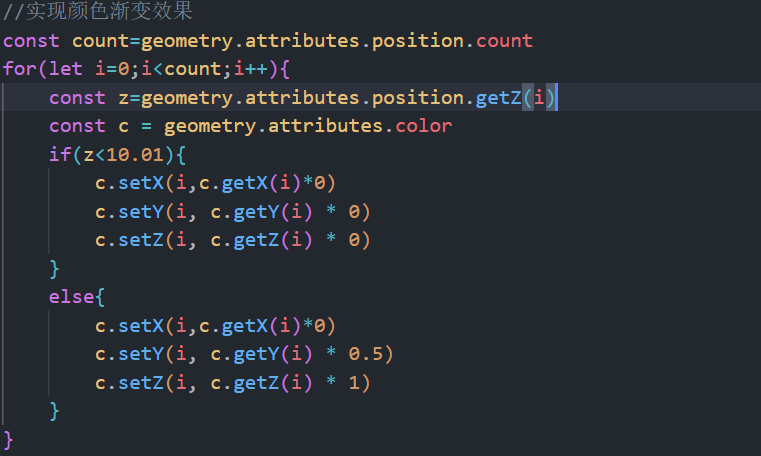 //实现颜色渐变效果
const count=geometry.attributes.position.count
for(let i=0;i<count;i++){
    const z=geometry.attributes.position.getZ(i)
    const c = geometry.attributes.color
    if(z<10.01){
        c.setX(i,c.getX(i)*0)
        c.setY(i, c.getY(i) * 0)
        c.setZ(i, c.getZ(i) * 0)
    }
    else{
        c.setX(i,c.getX(i)*0)
        c.setY(i, c.getY(i) * 0.5)
        c.setZ(i, c.getZ(i) * 1)
    }
}